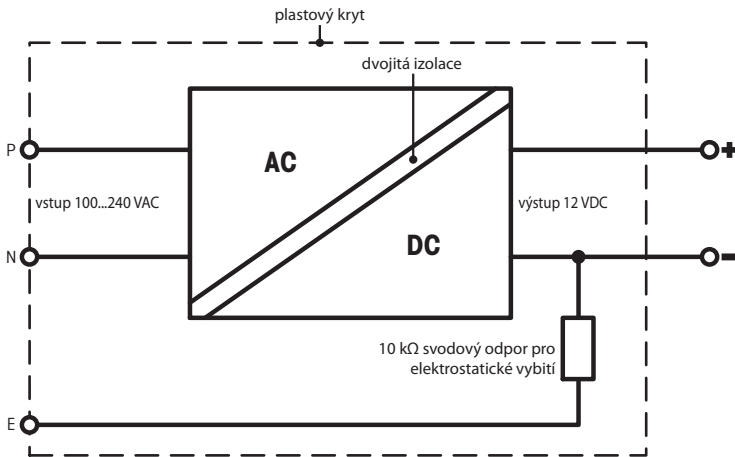 plastový kryt
dvojitá izolace
P
AC
+
vstup 100...240 VAC
výstup 12 VDC
N
DC
–
10 kΩ svodový odpor pro
elektrostatické vybití
E